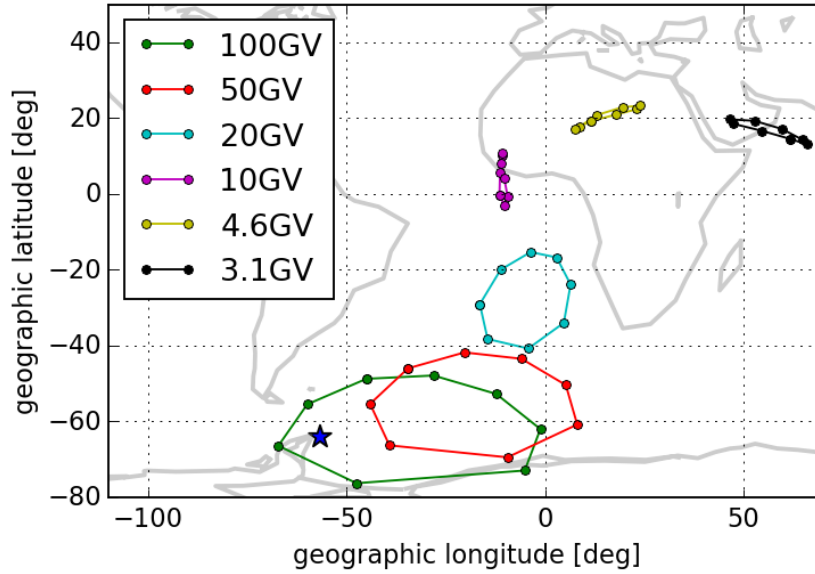 geographic latitude [deg]
40
20
0
−20
−40
−60
−80
100GV
50GV
20GV
10GV
4.6GV
3.1GV
−100
−50
0
50
geographic longitude [deg]